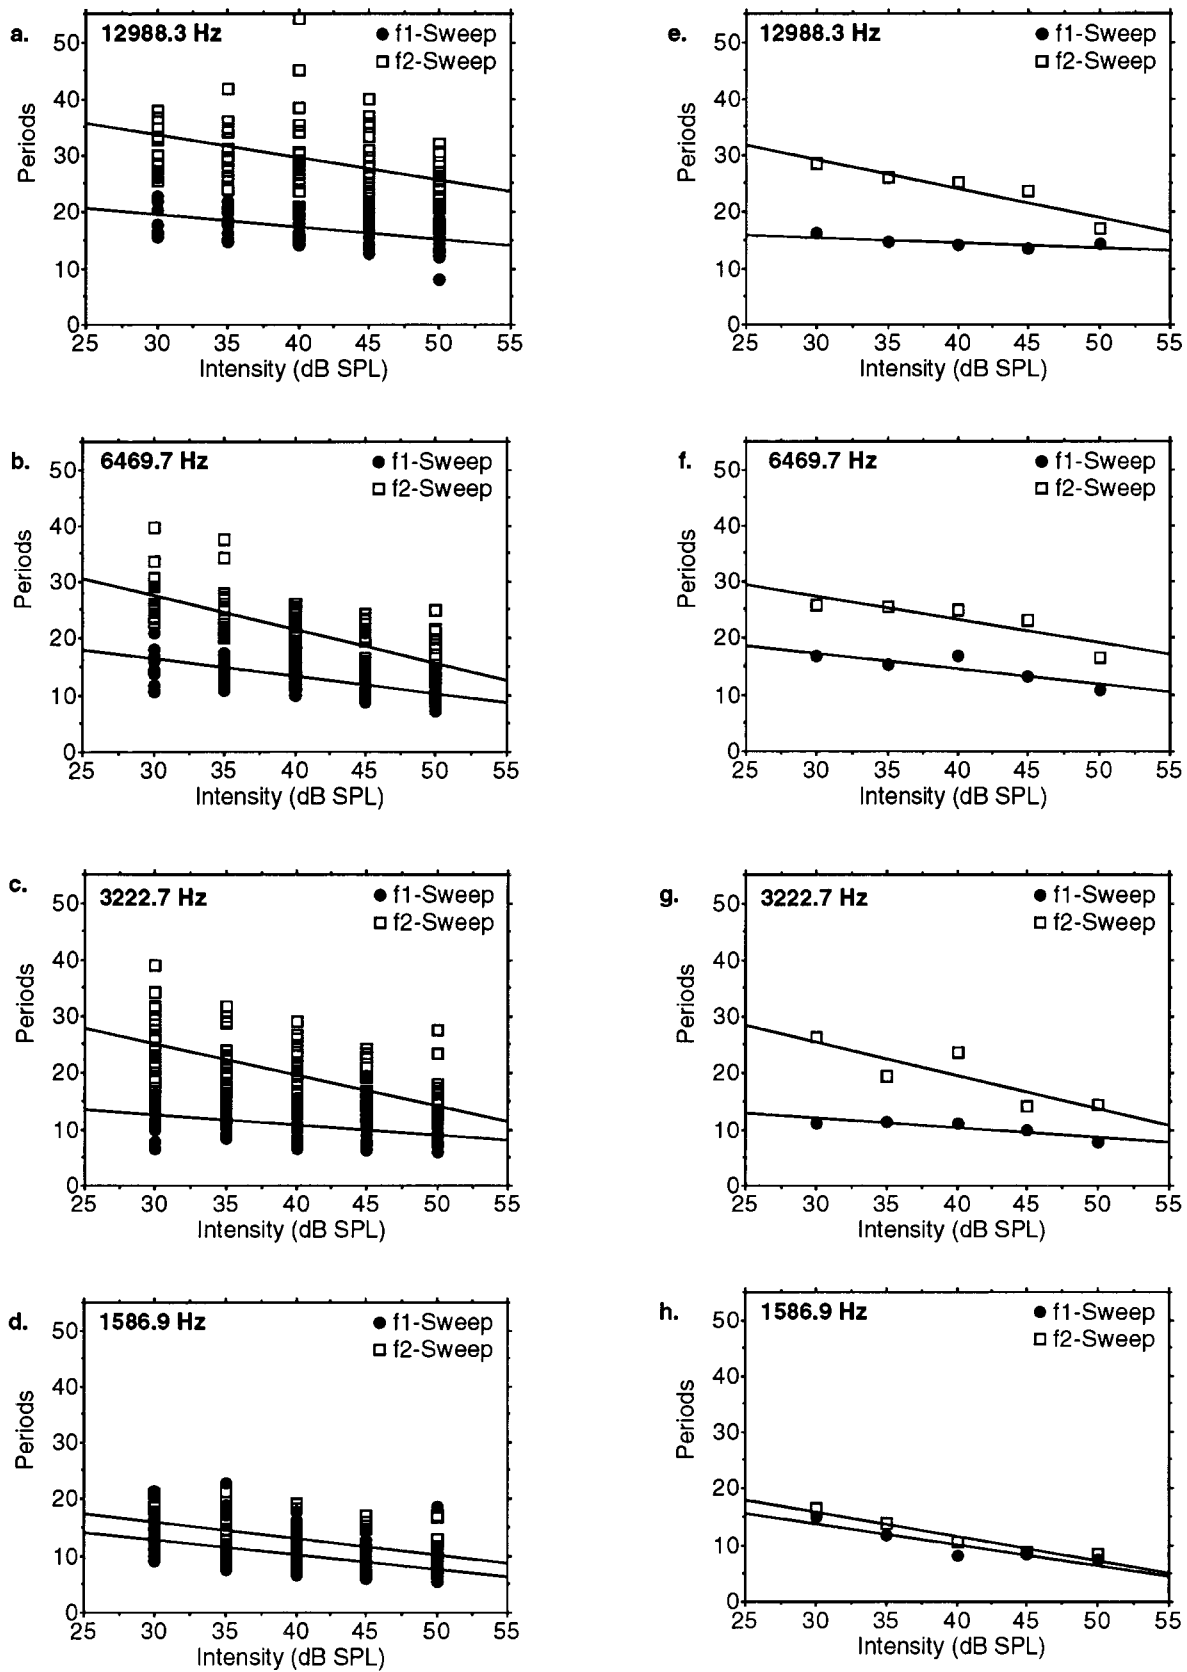 a.
12988.3 Hz
f1-Sweep
f2-Sweep
50
40
30
20
10
0
Periods
25 30 35 40 45 50 55
Intensity (dB SPL)
e.
12988.3 Hz
f1-Sweep
f2-Sweep
50
40
30
20
10
0
Periods
25 30 35 40 45 50 55
Intensity (dB SPL)
b.
6469.7 Hz
f1-Sweep
f2-Sweep
50
40
30
20
10
0
Periods
25 30 35 40 45 50 55
Intensity (dB SPL)
f.
6469.7 Hz
f1-Sweep
f2-Sweep
50
40
30
20
10
0
Periods
25 30 35 40 45 50 55
Intensity (dB SPL)
c.
3222.7 Hz
f1-Sweep
f2-Sweep
50
40
30
20
10
0
Periods
25 30 35 40 45 50 55
Intensity (dB SPL)
g.
3222.7 Hz
f1-Sweep
f2-Sweep
50
40
30
20
10
0
Periods
25 30 35 40 45 50 55
Intensity (dB SPL)
d.
1586.9 Hz
f1-Sweep
f2-Sweep
50
40
30
20
10
0
Periods
25 30 35 40 45 50 55
Intensity (dB SPL)
h.
1586.9 Hz
f1-Sweep
f2-Sweep
50
40
30
20
10
0
Periods
25 30 35 40 45 50 55
Intensity (dB SPL)